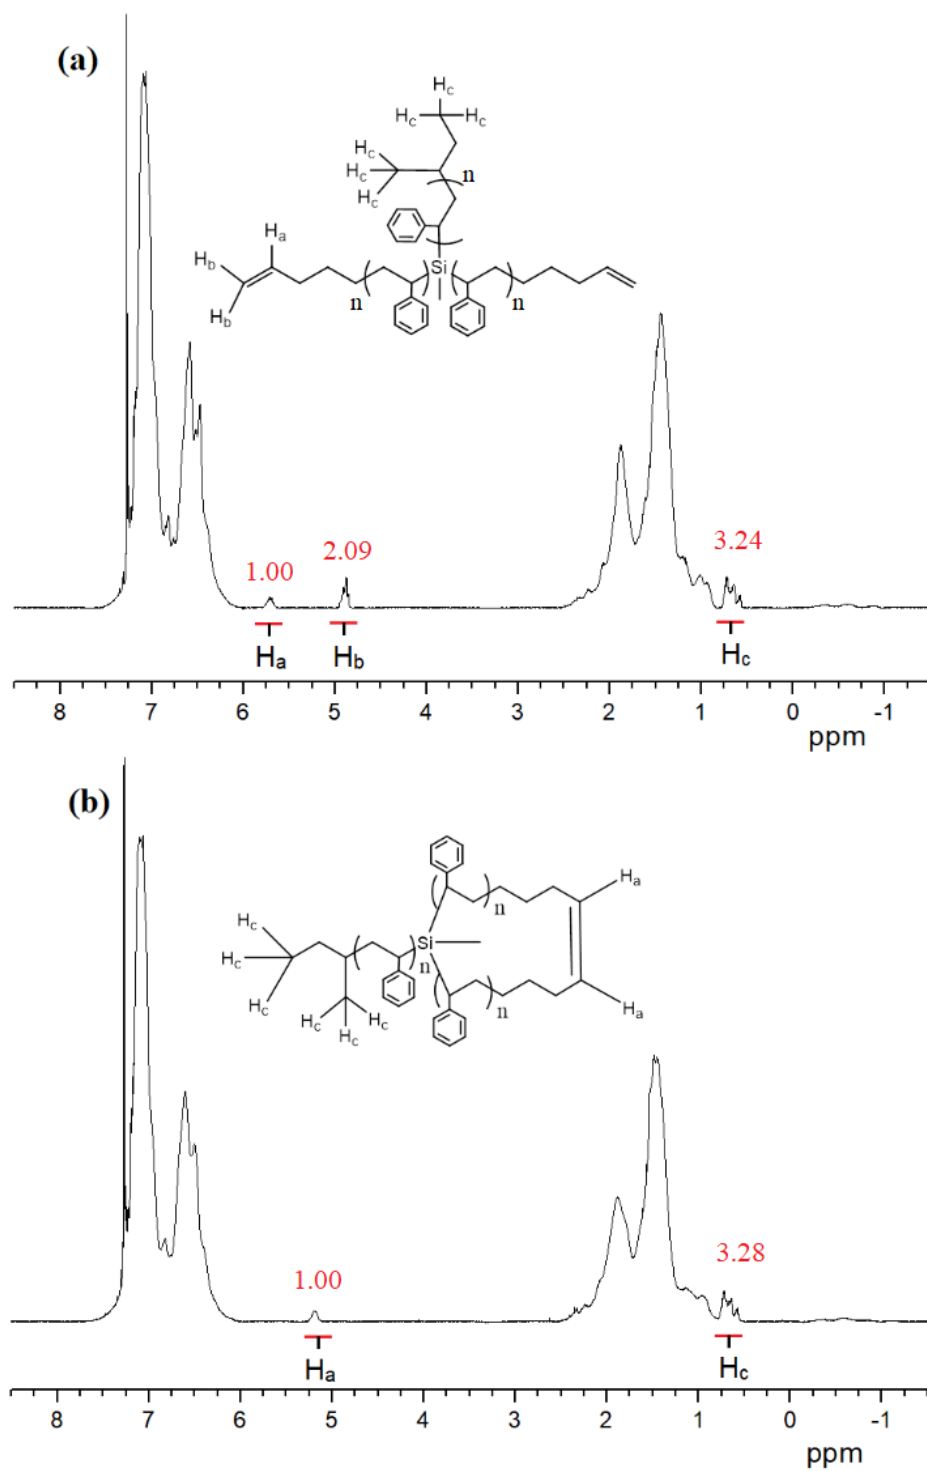 (a)
Hc
Hc Hc
Hc
Hc
Hc
n
Ha
Hb
Si
n n
Hb
1.00 2.09 3.24
Ha Hb Hc
8 7 6 5 4 3 2 1 0 -1
ppm
(b)
Ha
n
Hc
Si
Hc n
Hc
Hc Hc
Hc
n
Ha
1.00 3.28
Ha Hc
8 7 6 5 4 3 2 1 0 -1
ppm